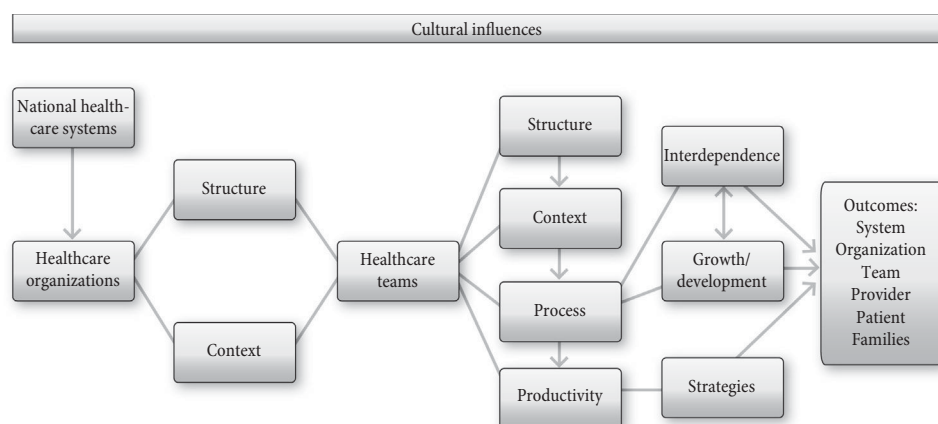 Cultural influences
National health-
care systems
Healthcare
organizations
Structure
Context
Healthcare
teams
Structure
Context
Process
Productivity
Interdependence
Growth/
development
Strategies
Outcomes:
System
Organization
Team
Provider
Patient
Families